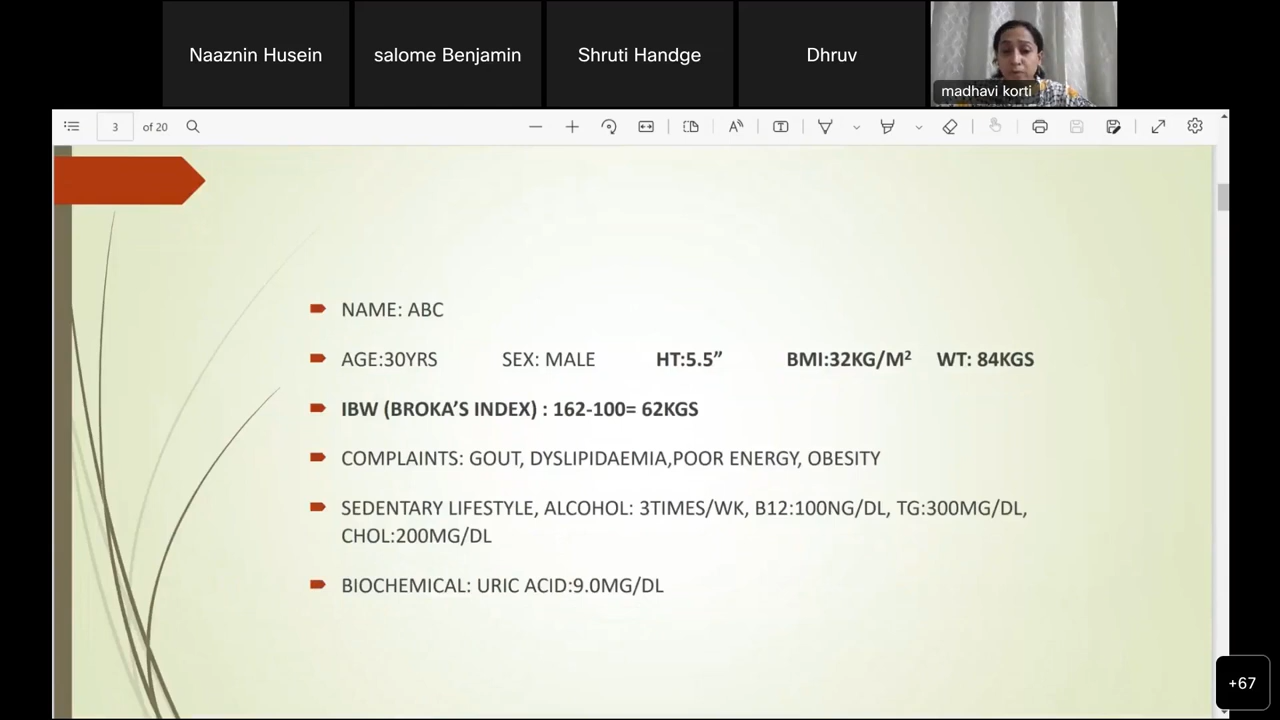 Naaznin Husein
salome Benjamin
Shruti Handge
Dhruv
madhavi korti
3 of 20
NAME: ABC
AGE:30YRS SEX: MALE HT:5.5” BMI:32KG/M² WT: 84KGS
IBW (BROKA’S INDEX) : 162-100= 62KGS
COMPLAINTS: GOUT, DYSLIPIDAEMIA,POOR ENERGY, OBESITY
SEDENTARY LIFESTYLE, ALCOHOL: 3TIMES/WK, B12:100NG/DL, TG:300MG/DL,
CHOL:200MG/DL
BIOCHEMICAL: URIC ACID:9.0MG/DL
+67